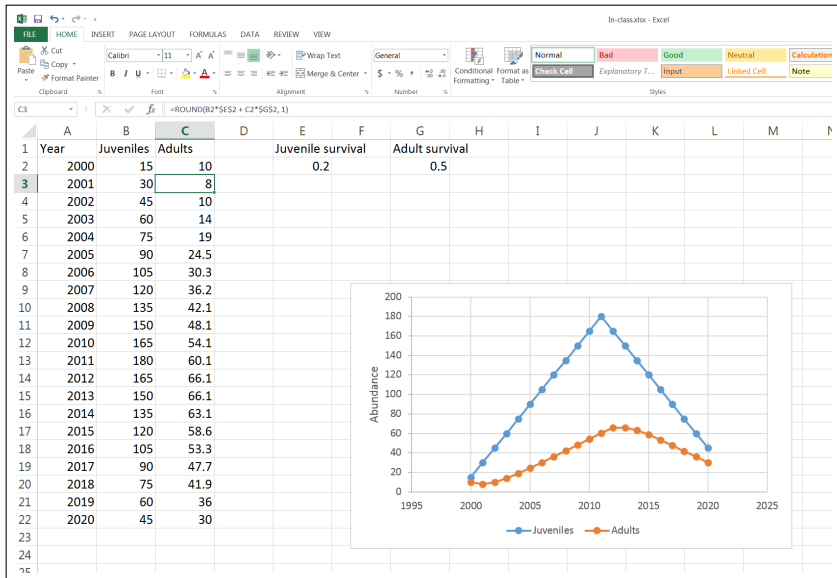 In-class.xlsx - Excel
FILE HOME INSERT PAGE LAYOUT FORMULAS DATA REVIEW VIEW
Paste
Cut
Copy
Format Painter
Clipboard
Calibri 11 A A
B I U A
Font
Wrap Text
Merge & Center
Alignment
General
$ % , .0 .00 .00 .0
Number
Conditional Formatting
Format as Table
Normal Bad Good Neutral Calculation
Check Cell Explanatory T... Input Linked Cell Note
Styles
C3 fx =ROUND(B2*$E$2 + C2*$G$2, 1)
A B C D E F G H I J K L M N
1 Year Juveniles Adults Juvenile survival Adult survival
2 2000 15 10 0.2 0.5
3 2001 30 8
4 2002 45 10
5 2003 60 14
6 2004 75 19
7 2005 90 24.5
8 2006 105 30.3
9 2007 120 36.2
10 2008 135 42.1
11 2009 150 48.1
12 2010 165 54.1
13 2011 180 60.1
14 2012 165 66.1
15 2013 150 66.1
16 2014 135 63.1
17 2015 120 58.6
18 2016 105 53.3
19 2017 90 47.7
20 2018 75 41.9
21 2019 60 36
22 2020 45 30
23
24
25
Abundance
200
180
160
140
120
100
80
60
40
20
0
1995 2000 2005 2010 2015 2020 2025
Juveniles Adults